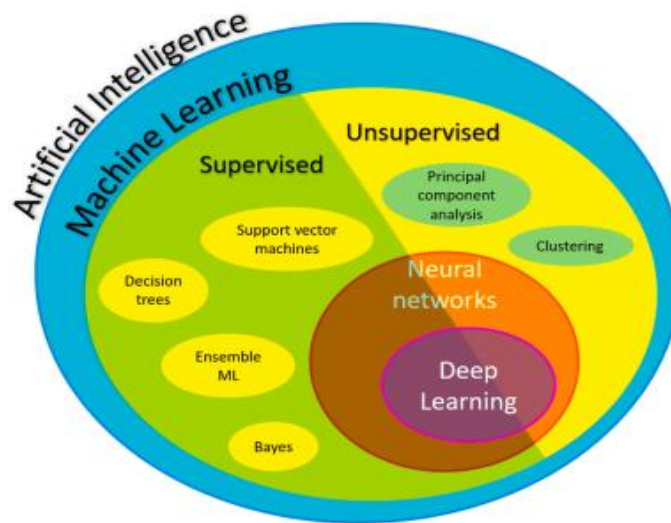 Artificial Intelligence
Machine Learning
Unsupervised
Supervised
Principal
component
analysis
Support vector
machines
Clustering
Neural
networks
Decision
trees
Ensemble
ML
Deep
Learning
Bayes